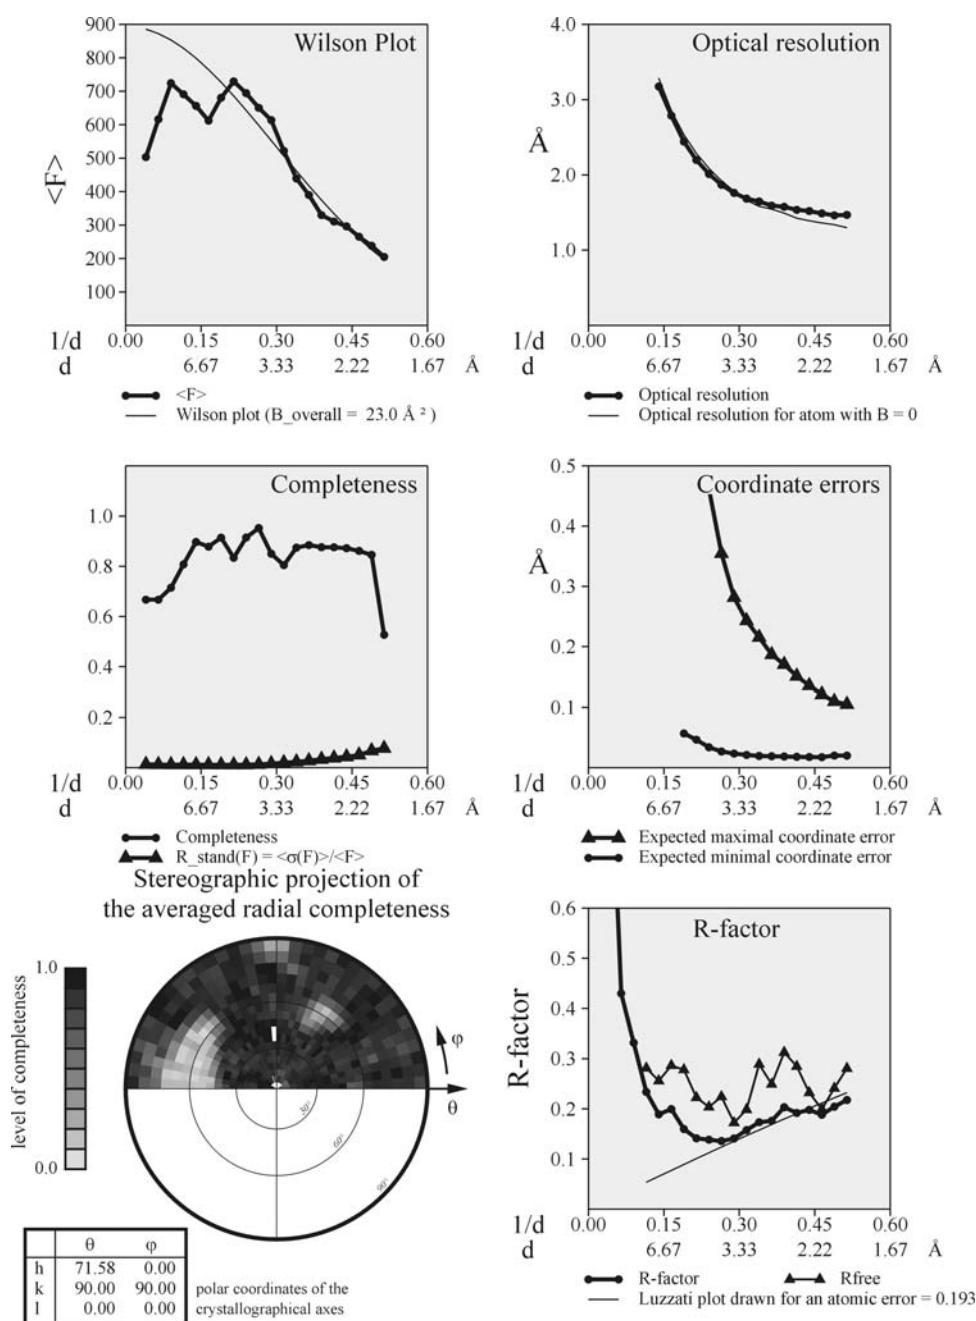 Wilson Plot
<F>
900
800
700
600
500
400
300
200
100
1/d 0.00 0.15 0.30 0.45 0.60
d 6.67 3.33 2.22 1.67 Å
<F>
Wilson plot (B_overall = 23.0 Å ² )
Optical resolution
Å
4.0
3.0
2.0
1.0
1/d 0.00 0.15 0.30 0.45 0.60
d 6.67 3.33 2.22 1.67 Å
Optical resolution
Optical resolution for atom with B = 0
Completeness
1.0
0.8
0.6
0.4
0.2
1/d 0.00 0.15 0.30 0.45 0.60
d 6.67 3.33 2.22 1.67 Å
Completeness
R_stand(F) = <σ(F)>/<F>
Coordinate errors
Å
0.5
0.4
0.3
0.2
0.1
1/d 0.00 0.15 0.30 0.45 0.60
d 6.67 3.33 2.22 1.67 Å
Expected maximal coordinate error
Expected minimal coordinate error
Stereographic projection of
the averaged radial completeness
level of completeness
1.0
0.0
φ
θ
30°
60°
90°
θ φ
h 71.58 0.00
k 90.00 90.00
l 0.00 0.00
polar coordinates of the
crystallographical axes
R-factor
R-factor
0.6
0.5
0.4
0.3
0.2
0.1
1/d 0.00 0.15 0.30 0.45 0.60
d 6.67 3.33 2.22 1.67 Å
R-factor Rfree
Luzzati plot drawn for an atomic error = 0.193